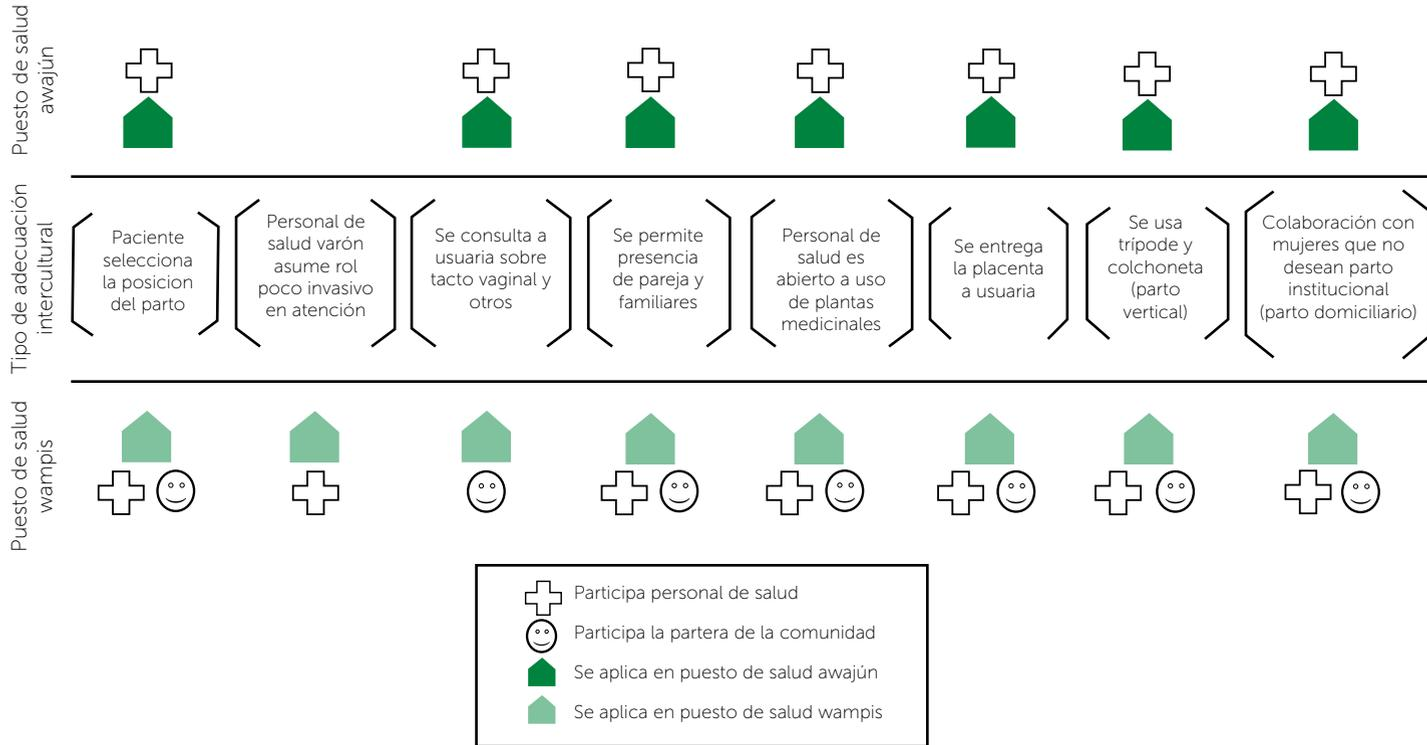 Puesto de salud
awajún
Tipo de adecuación
intercultural
Paciente
selecciona
la posicion
del parto
Personal de
salud varón
asume rol
poco invasivo
en atención
Se consulta a
usuaria sobre
tacto vaginal y
otros
Se permite
presencia
de pareja y
familiares
Personal de
salud es
abierto a uso
de plantas
medicinales
Se entrega
la placenta
a usuaria
Se usa
trípode y
colchoneta
(parto
vertical)
Colaboración con
mujeres que no
desean parto
institucional
(parto domiciliario)
Puesto de salud
wampis
Participa personal de salud
Participa la partera de la comunidad
Se aplica en puesto de salud awajún
Se aplica en puesto de salud wampis